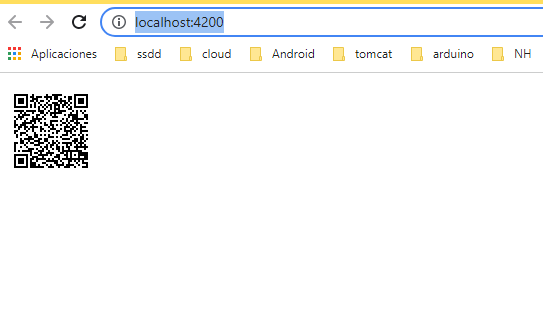 localhost:4200
Aplicaciones ssdd cloud Android tomcat arduino NH